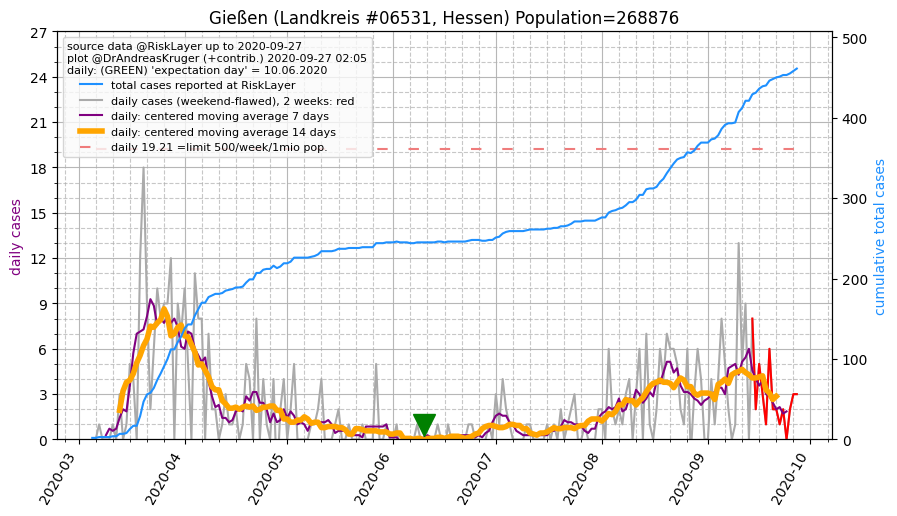 Gießen (Landkreis #06531, Hessen) Population=268876
source data @RiskLayer up to 2020-09-27
plot @DrAndreasKruger (+contrib.) 2020-09-27 02:05
daily: (GREEN) 'expectation day' = 10.06.2020
total cases reported at RiskLayer
daily cases (weekend-flawed), 2 weeks: red
daily: centered moving average 7 days
daily: centered moving average 14 days
daily 19.21 =limit 500/week/1mio pop.
daily cases
27
24
21
18
15
12
9
6
3
0
cumulative total cases
500
400
300
200
100
0
2020-03
2020-04
2020-05
2020-06
2020-07
2020-08
2020-09
2020-10